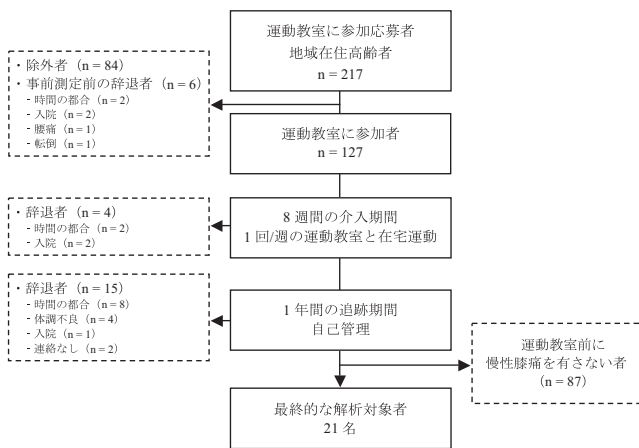 運動教室に参加応募者
地域在住高齢者
n = 217
・除外者（n = 84）
・事前測定前の辞退者（n = 6）
- 時間の都合（n = 2）
- 入院（n = 2）
- 腰痛（n = 1）
- 転倒（n = 1）
運動教室に参加者
n = 127
・辞退者（n = 4）
- 時間の都合（n = 2）
- 入院（n = 2）
8 週間の介入期間
1 回/週の運動教室と在宅運動
・辞退者（n = 15）
- 時間の都合（n = 8）
- 体調不良（n = 4）
- 入院（n = 1）
- 連絡なし（n = 2）
1 年間の追跡期間
自己管理
運動教室前に
慢性膝痛を有さない者
（n = 87）
最終的な解析対象者
21 名